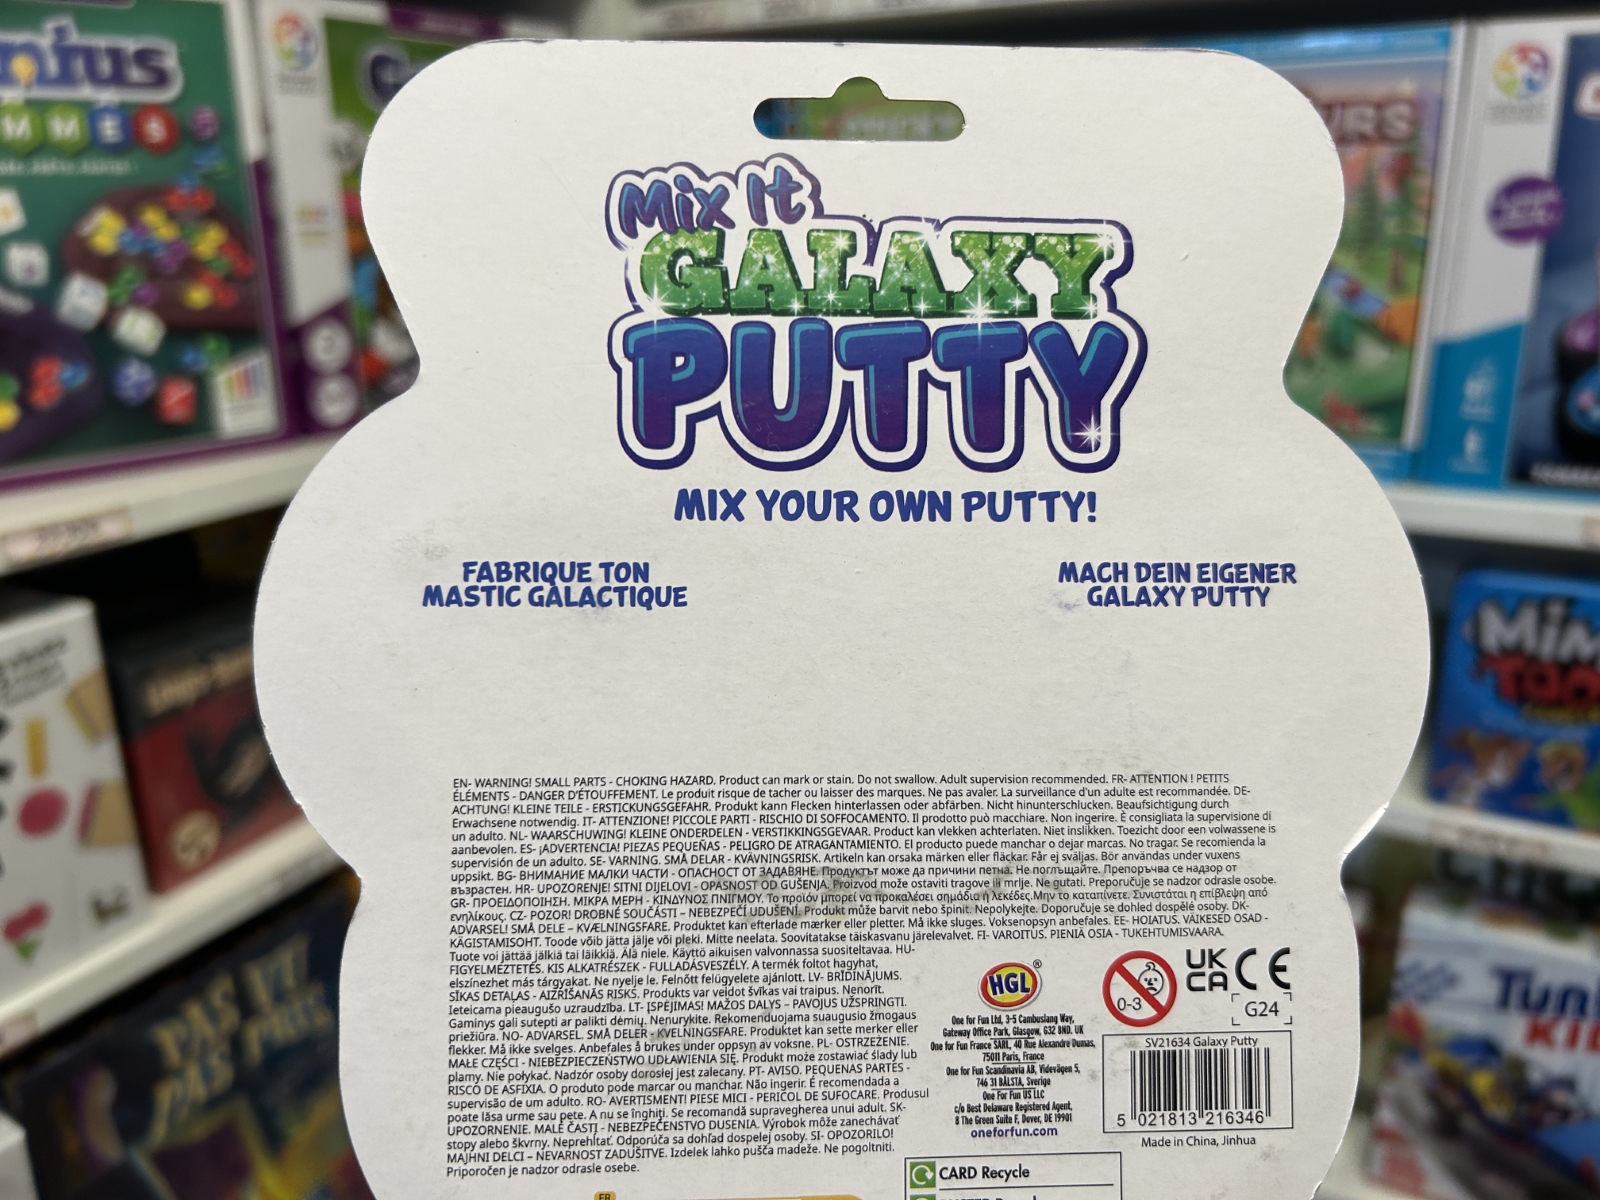 Mix It
GALAXY
PUTTY
MIX YOUR OWN PUTTY!
FABRIQUE TON
MASTIC GALACTIQUE
MACH DEIN EIGENER
GALAXY PUTTY
EN- WARNING! SMALL PARTS - CHOKING HAZARD. Product can mark or stain. Do not swallow. Adult supervision recommended. FR- ATTENTION ! PETITS
ÉLÉMENTS - DANGER D'ÉTOUFFEMENT. Le produit risque de tacher ou laisser des marques. Ne pas avaler. La surveillance d'un adulte est recommandée. DE-
ACHTUNG! KLEINE TEILE - ERSTICKUNGSGEFAHR. Produkt kann Flecken hinterlassen oder abfärben. Nicht hinunterschlucken. Beaufsichtigung durch
Erwachsene notwendig. IT- ATTENZIONE! PICCOLE PARTI - RISCHIO DI SOFFOCAMENTO. Il prodotto può macchiare. Non ingerire. È consigliata la supervisione di
un adulto. NL- WAARSCHUWING! KLEINE ONDERDELEN - VERSTIKKINGSGEVAAR. Product kan vlekken achterlaten. Niet inslikken. Toezicht door een volwassene is
aanbevolen. ES- ¡ADVERTENCIA! PIEZAS PEQUEÑAS - PELIGRO DE ATRAGANTAMIENTO. El producto puede manchar o dejar marcas. No tragar. Se recomienda la
supervisión de un adulto. SE- VARNING. SMÅ DELAR - KVÄVNINGSRISK. Artikeln kan orsaka märken eller fläckar. Får ej sväljas. Bör användas under vuxens
uppsikt. BG- ВНИМАНИЕ МАЛКИ ЧАСТИ - ОПАСНОСТ ОТ ЗАДАВЯНЕ. Продуктът може да причини петна. Не поглъщайте. Препоръчва се надзор от
възрастен. HR- UPOZORENJE! SITNI DIJELOVI - OPASNOST OD GUŠENJA. Proizvod može ostaviti tragove ili mrlje. Ne gutati. Preporučuje se nadzor odrasle osobe.
GR- ΠΡΟΕΙΔΟΠΟΙΗΣΗ. ΜΙΚΡΑ ΜΕΡΗ - ΚΙΝΔΥΝΟΣ ΠΝΙΓΜΟΥ. Το προϊόν μπορεί να προκαλέσει σημάδια ή λεκέδες.Μην το καταπίνετε. Συνιστάται η επίβλεψη από
ενηλίκους. CZ- POZOR! DROBNÉ SOUČÁSTI – NEBEZPEČÍ UDUŠENÍ. Produkt může barvit nebo špinit. Nepolykejte. Doporučuje se dohled dospělé osoby. DK-
ADVARSEL! SMÅ DELE – KVÆLNINGSFARE. Produktet kan efterlade mærker eller pletter. Må ikke sluges. Voksenopsyn anbefales. EE- HOIATUS. VÄIKESED OSAD -
KÄGISTAMISOHT. Toode võib jätta jälje või pleki. Mitte neelata. Soovitatakse täiskasvanu järelevalvet. FI- VAROITUS. PIENIÄ OSIA - TUKEHTUMISVAARA.
Tuote voi jättää jälkiä tai läikkiä. Älä niele. Käyttö aikuisen valvonnassa suositeltavaa. HU-
FIGYELMEZTETÉS. KIS ALKATRÉSZEK - FULLADÁSVESZÉLY. A termék foltot hagyhat,
elszínezhet más tárgyakat. Ne nyelje le. Felnőtt felügyelete ajánlott. LV- BRĪDINĀJUMS.
SĪKAS DETAĻAS - AIZRĪŠANĀS RISKS. Produkts var veidot švīkas vai traipus. Nenorīt.
Ieteicama pieaugušo uzraudzība. LT- ĮSPĖJIMAS! MAŽOS DALYS – PAVOJUS UŽSPRINGTI.
Gaminys gali sutepti ar palikti dėmių. Nenurykite. Rekomenduojama suaugusio žmogaus
priežiūra. NO- ADVARSEL. SMÅ DELER - KVELNINGSFARE. Produktet kan sette merker eller
flekker. Må ikke svelges. Anbefales å brukes under oppsyn av voksne. PL- OSTRZEŻENIE.
MAŁE CZĘŚCI - NIEBEZPIECZEŃSTWO UDŁAWIENIA SIĘ. Produkt może zostawiać ślady lub
plamy. Nie połykać. Nadzór osoby dorosłej jest zalecany. PT- AVISO. PEQUENAS PARTES -
RISCO DE ASFIXIA. O produto pode marcar ou manchar. Não ingerir. É recomendada a
supervisão de um adulto. RO- AVERTISMENT! PIESE MICI - PERICOL DE SUFOCARE. Produsul
poate lăsa urme sau pete. A nu se înghiți. Se recomandă supravegherea unui adult. SK-
UPOZORNENIE. MALÉ ČASTI - NEBEZPEČENSTVO DUSENIA. Výrobok môže zanechávať
stopy alebo škvrny. Neprehĺtať. Odporúča sa dohľad dospelej osoby. SI- OPOZORILO!
MAJHNI DELCI – NEVARNOST ZADUŠITVE. Izdelek lahko pušča madeže. Ne pogoltniti.
Priporočen je nadzor odrasle osebe.
HGL®
One for Fun Ltd, 3-5 Cambuslang Way,
Gateway Office Park, Glasgow, G32 8ND. UK
One for Fun France SARL, 40 Rue Alexandre Dumas,
75011 Paris, France
One for Fun Scandinavia AB, Videvägen 5,
746 31 BÅLSTA, Sverige
One For Fun US LLC
c/o Best Delaware Registered Agent,
8 The Green Suite F, Dover, DE 19901
oneforfun.com
0-3
UK
CA
CE
G24
SV21634 Galaxy Putty
5 021813 216346
Made in China, Jinhua
CARD Recycle
FR
PAS VU
PAS PRIS